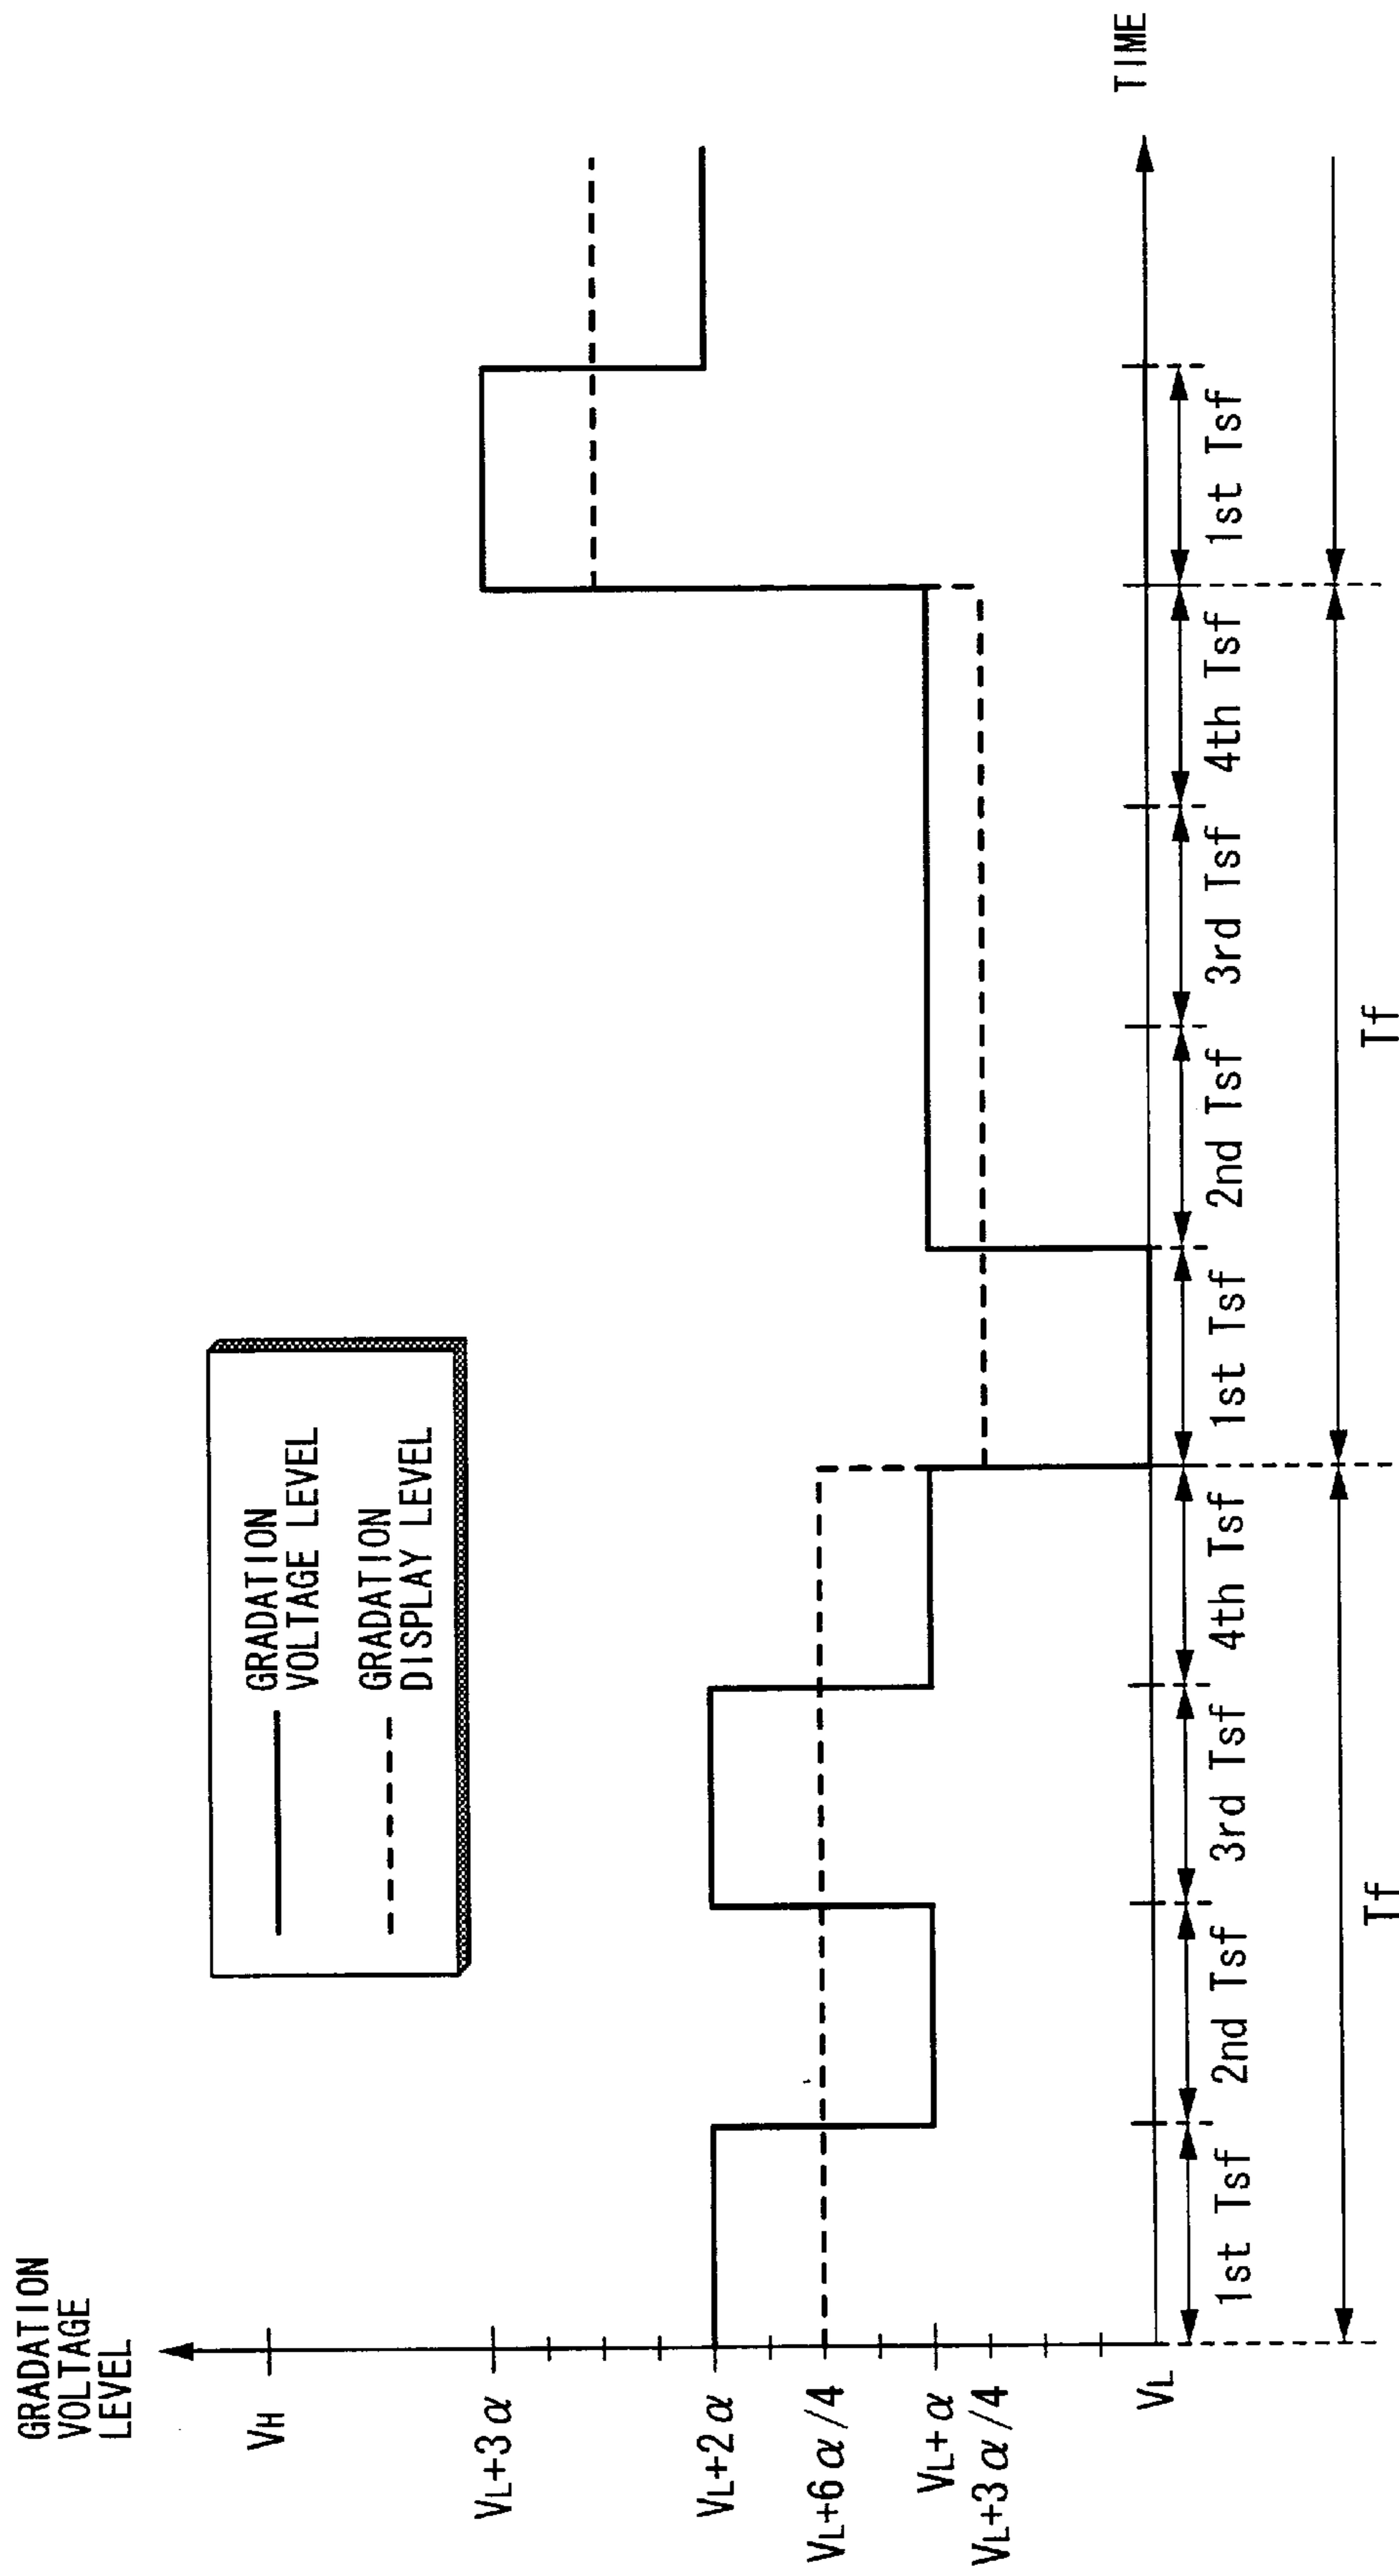 GRADATION
VOLTAGE
LEVEL
VH
VL+3α
VL+2α
VL+6α/4
VL+α
VL+3α/4
VL
GRADATION
VOLTAGE LEVEL
GRADATION
DISPLAY LEVEL
TIME
1st Tsf
2nd Tsf
3rd Tsf
4th Tsf
1st Tsf
2nd Tsf
3rd Tsf
4th Tsf
1st Tsf
Tf
Tf